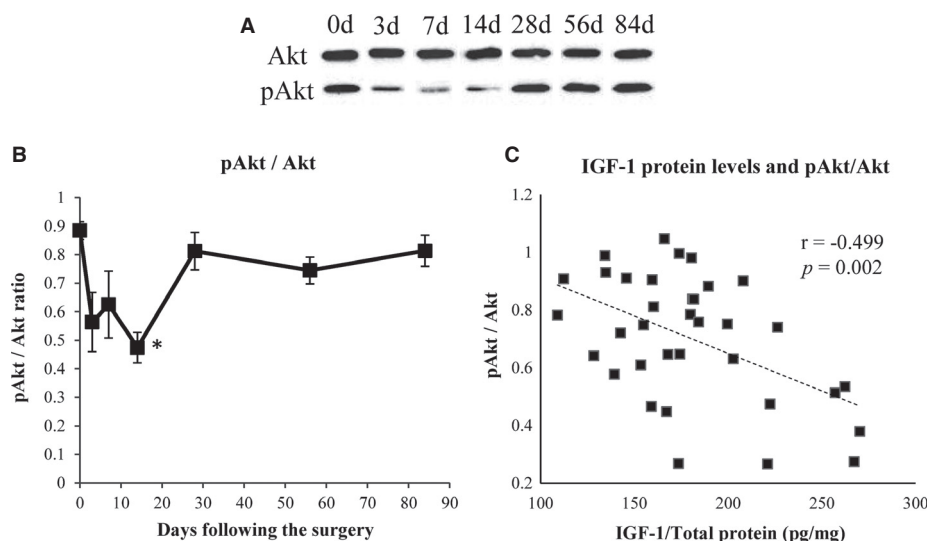 A
0d 3d 7d 14d 28d 56d 84d
Akt
pAkt
B
pAkt / Akt
pAkt / Akt ratio
1
0.9
0.8
0.7
0.6
0.5
0.4
0.3
0.2
0.1
0
*
0 10 20 30 40 50 60 70 80 90
Days following the surgery
C
IGF-1 protein levels and pAkt/Akt
r = -0.499
p = 0.002
pAkt / Akt
1.2
1
0.8
0.6
0.4
0.2
100 150 200 250 300
IGF-1/Total protein (pg/mg)